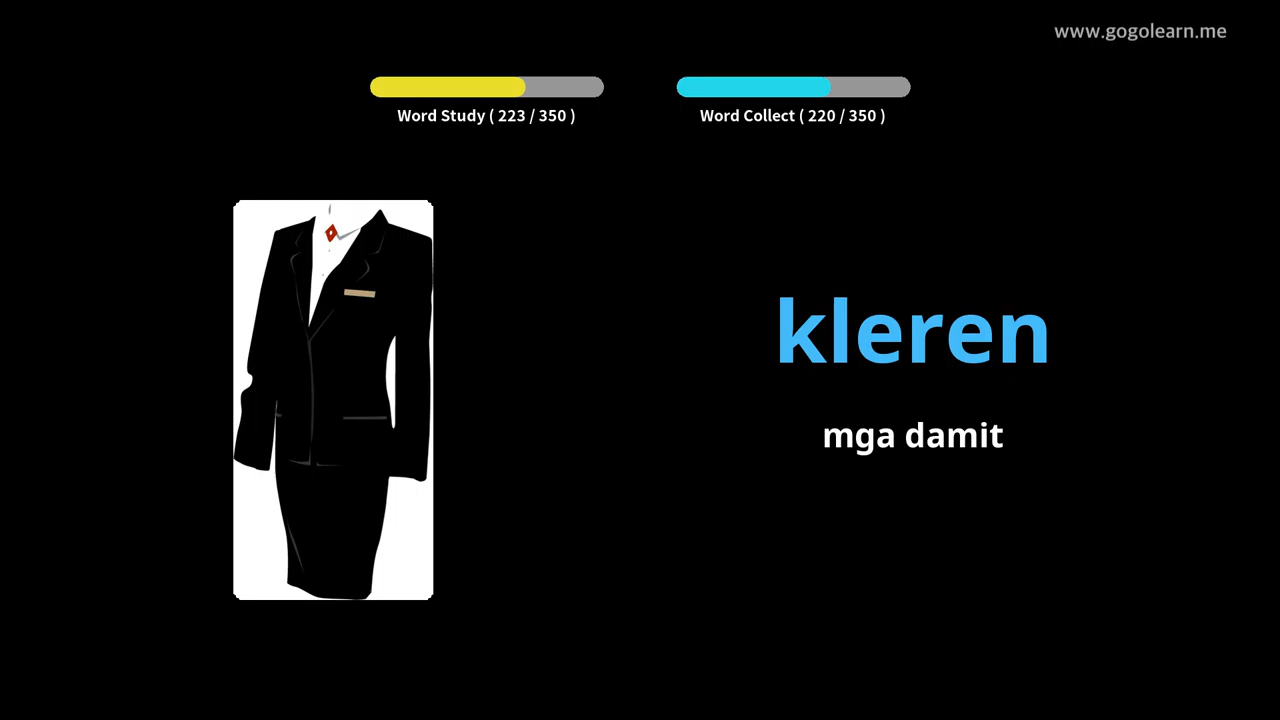 www.gogolearn.me
Word Study ( 223 / 350 )
Word Collect ( 220 / 350 )
kleren
mga damit